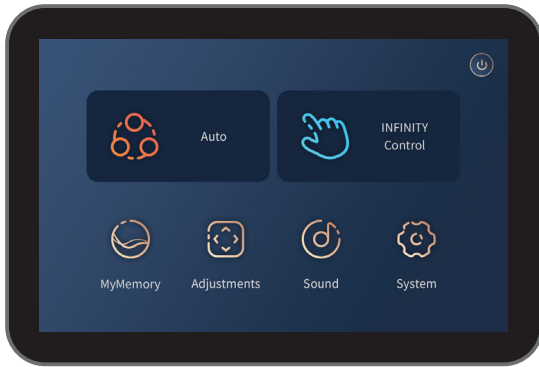 Auto
INFINITY
Control
MyMemory
Adjustments
Sound
System